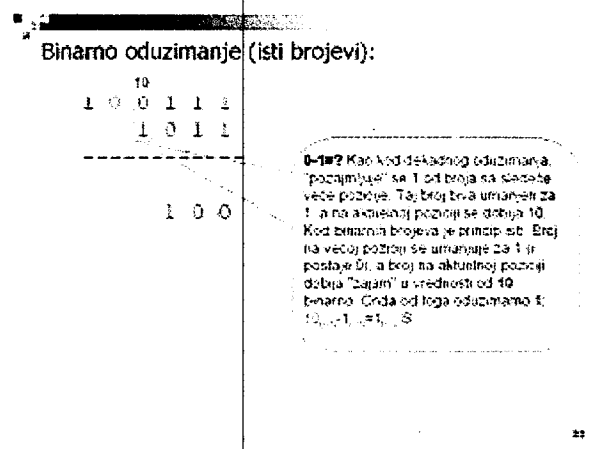 Binarno oduzimanje (isti brojevi):
10
1 0 0 1 1 1
1 0 1 1
1 0 0
0-1=? Kao kod dekadnog oduzimanja,
"pozajmljuje" se 1 od broja sa sledeće
veće pozicije. Taj broj biva umanjen za
1, a na aktuelnoj poziciji se dobija 10.
Kod binarnih brojeva je princip isti. Broj
na većoj poziciji se umanjuje za 1 (i
postaje 0), a broj na aktuelnoj poziciji
dobija "zajam" u vrednosti od 10
binarno. Onda od toga oduzimamo 1: